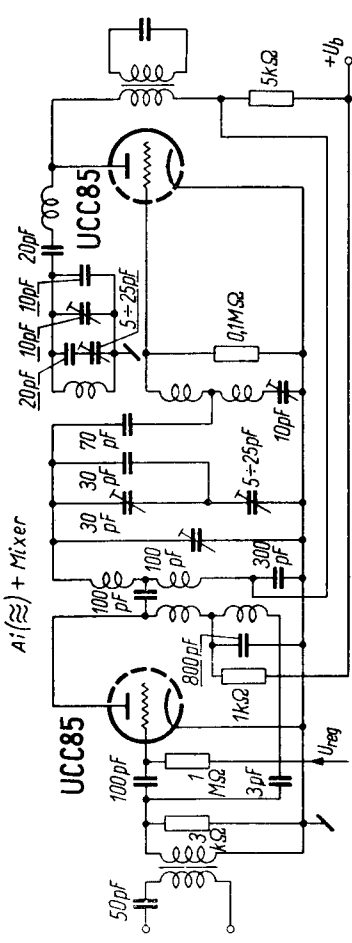 Ai(≈) + Mixer
UCC85
UCC85
50pF
3
kΩ
100pF
1
MΩ
Ureg
3pF
1kΩ
800pF
100
pF
100
pF
300
pF
30
pF
30
pF
70
pF
5÷25pF
10pF
0,1MΩ
20pF
10pF
10pF
5÷25pF
20pF
5kΩ
+Ub